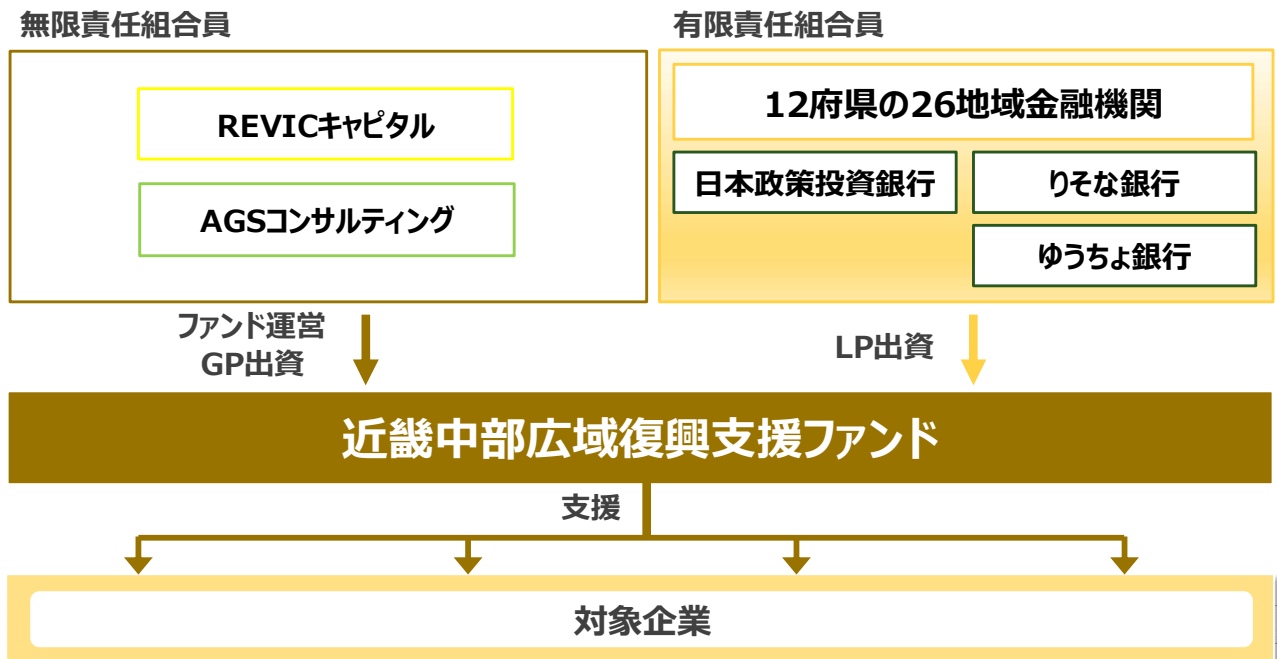 無限責任組合員
REVICキャピタル
AGSコンサルティング
有限責任組合員
12府県の26地域金融機関
日本政策投資銀行
りそな銀行
ゆうちょ銀行
ファンド運営
GP出資
LP出資
近畿中部広域復興支援ファンド
支援
対象企業